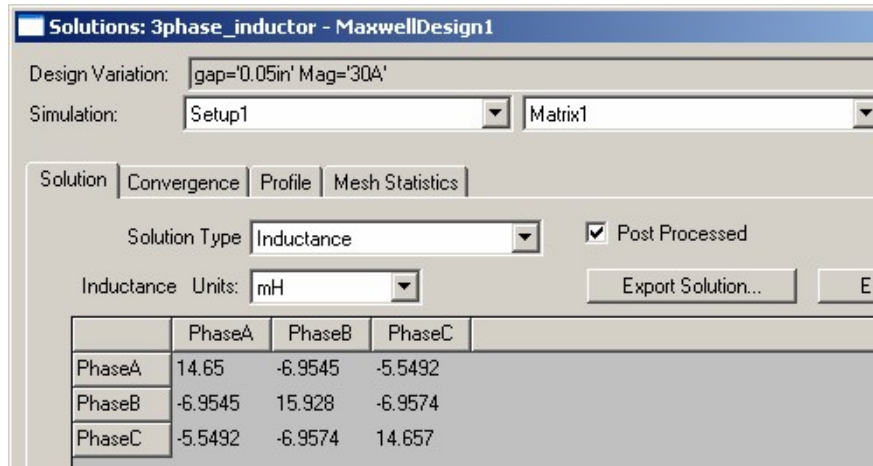 Solutions: 3phase_inductor - MaxwellDesign1
Design Variation: gap='0.05in' Mag='30A'
Simulation: Setup1 Matrix1
Solution Convergence Profile Mesh Statistics
Solution Type Inductance Post Processed
Inductance Units: mH Export Solution... E
PhaseA PhaseB PhaseC
PhaseA 14.65 -6.9545 -5.5492
PhaseB -6.9545 15.928 -6.9574
PhaseC -5.5492 -6.9574 14.657